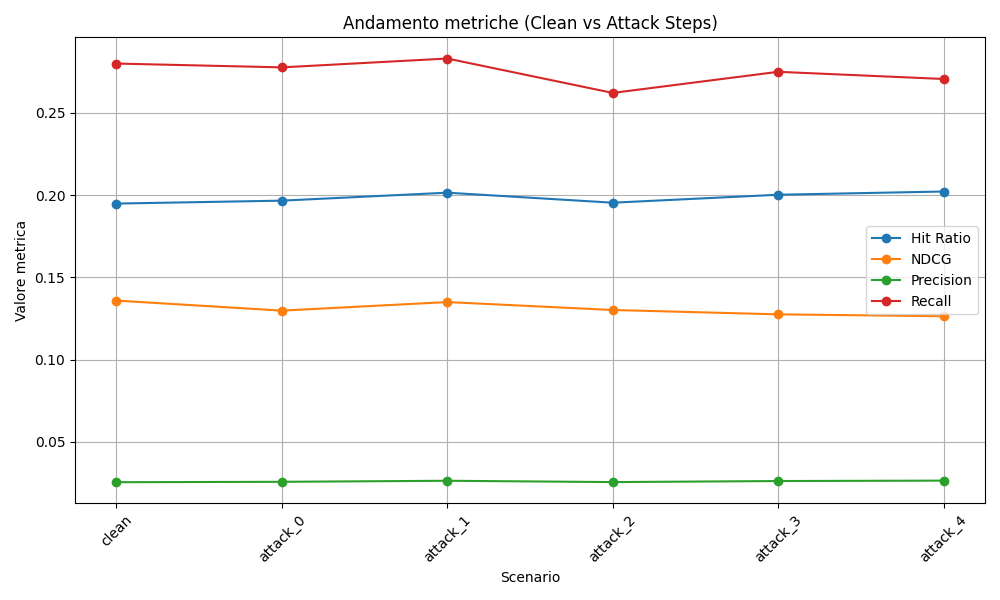 Andamento metriche (Clean vs Attack Steps)
Valore metrica
0.25
0.20
0.15
0.10
0.05
Hit Ratio
NDCG
Precision
Recall
clean
attack_0
attack_1
attack_2
attack_3
attack_4
Scenario